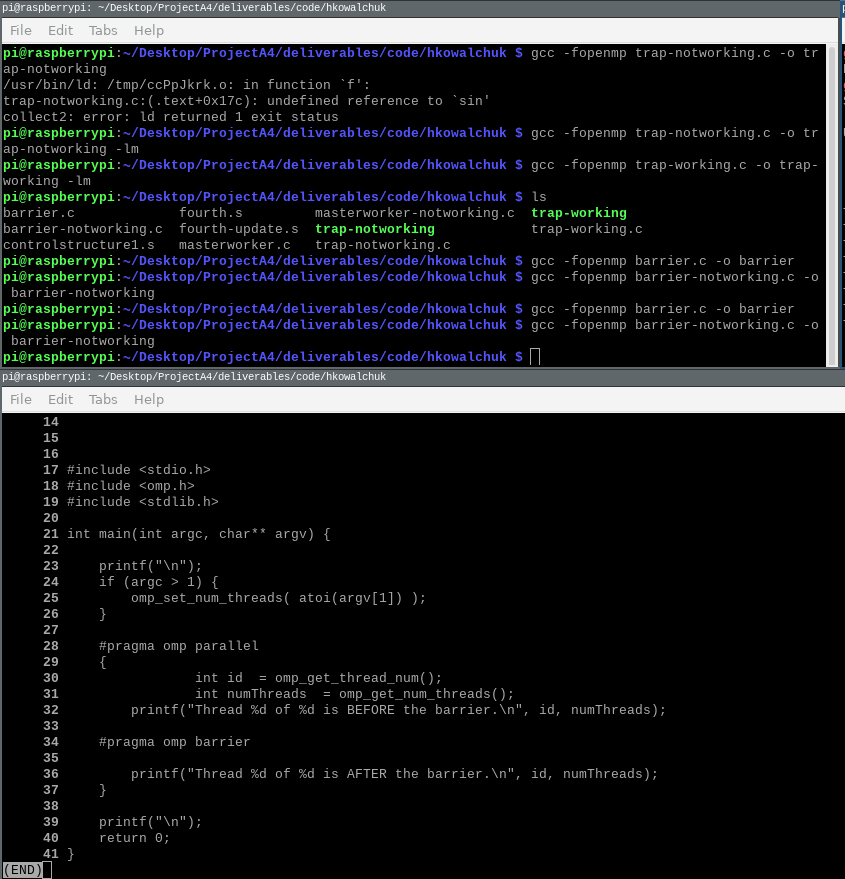 pi@raspberrypi: ~/Desktop/ProjectA4/deliverables/code/hkowalchuk
File Edit Tabs Help
pi@raspberrypi:~/Desktop/ProjectA4/deliverables/code/hkowalchuk $ gcc -fopenmp trap-notworking.c -o tr
ap-notworking
/usr/bin/ld: /tmp/ccPpJkrk.o: in function `f':
trap-notworking.c:(.text+0x17c): undefined reference to `sin'
collect2: error: ld returned 1 exit status
pi@raspberrypi:~/Desktop/ProjectA4/deliverables/code/hkowalchuk $ gcc -fopenmp trap-notworking.c -o tr
ap-notworking -lm
pi@raspberrypi:~/Desktop/ProjectA4/deliverables/code/hkowalchuk $ gcc -fopenmp trap-working.c -o trap-
working -lm
pi@raspberrypi:~/Desktop/ProjectA4/deliverables/code/hkowalchuk $ ls
barrier.c             fourth.s         masterworker-notworking.c  trap-working
barrier-notworking.c  fourth-update.s  trap-notworking            trap-working.c
controlstructure1.s   masterworker.c   trap-notworking.c
pi@raspberrypi:~/Desktop/ProjectA4/deliverables/code/hkowalchuk $ gcc -fopenmp barrier.c -o barrier
pi@raspberrypi:~/Desktop/ProjectA4/deliverables/code/hkowalchuk $ gcc -fopenmp barrier-notworking.c -o
 barrier-notworking
pi@raspberrypi:~/Desktop/ProjectA4/deliverables/code/hkowalchuk $ gcc -fopenmp barrier.c -o barrier
pi@raspberrypi:~/Desktop/ProjectA4/deliverables/code/hkowalchuk $ gcc -fopenmp barrier-notworking.c -o
 barrier-notworking
pi@raspberrypi:~/Desktop/ProjectA4/deliverables/code/hkowalchuk $
pi@raspberrypi: ~/Desktop/ProjectA4/deliverables/code/hkowalchuk
File Edit Tabs Help
14
15
16
17 #include <stdio.h>
18 #include <omp.h>
19 #include <stdlib.h>
20
21 int main(int argc, char** argv) {
22
23     printf("\n");
24     if (argc > 1) {
25         omp_set_num_threads( atoi(argv[1]) );
26     }
27
28     #pragma omp parallel
29     {
30                 int id  = omp_get_thread_num();
31                 int numThreads  = omp_get_num_threads();
32         printf("Thread %d of %d is BEFORE the barrier.\n", id, numThreads);
33
34     #pragma omp barrier
35
36         printf("Thread %d of %d is AFTER the barrier.\n", id, numThreads);
37     }
38
39     printf("\n");
40     return 0;
41 }
(END)